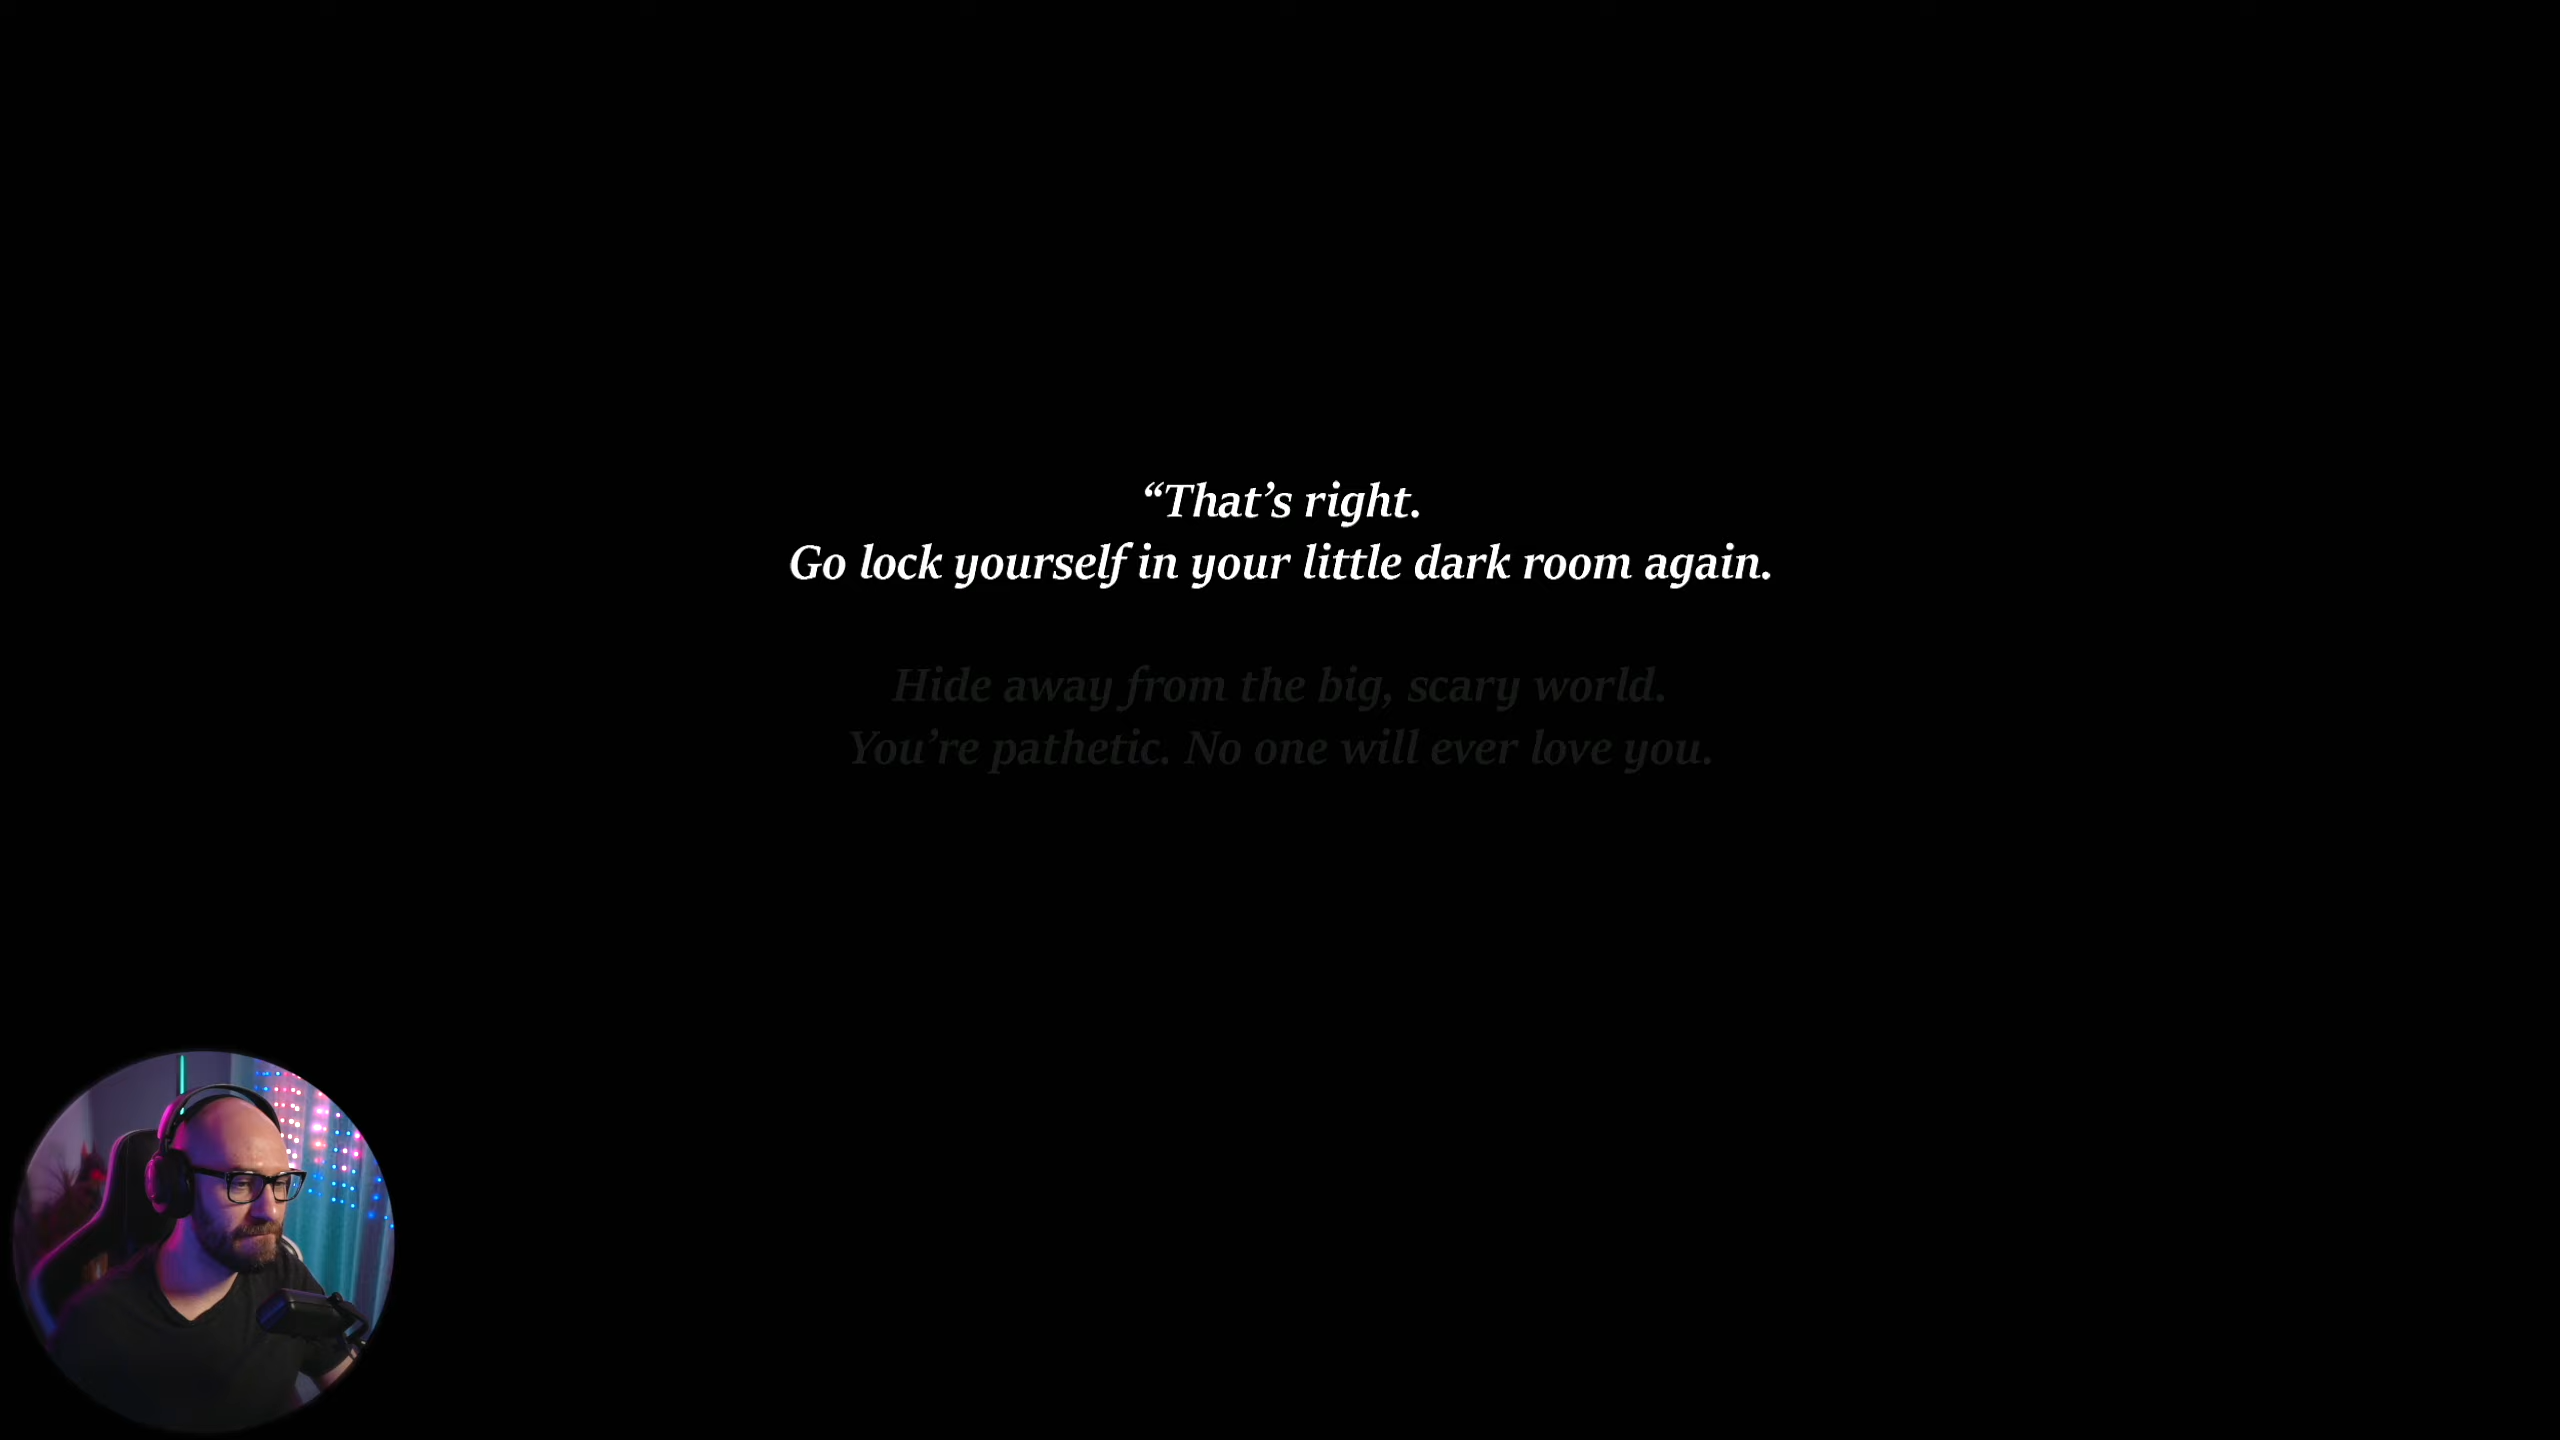 “That’s right.
Go lock yourself in your little dark room again.
Hide away from the big, scary world.
You’re pathetic. No one will ever love you.